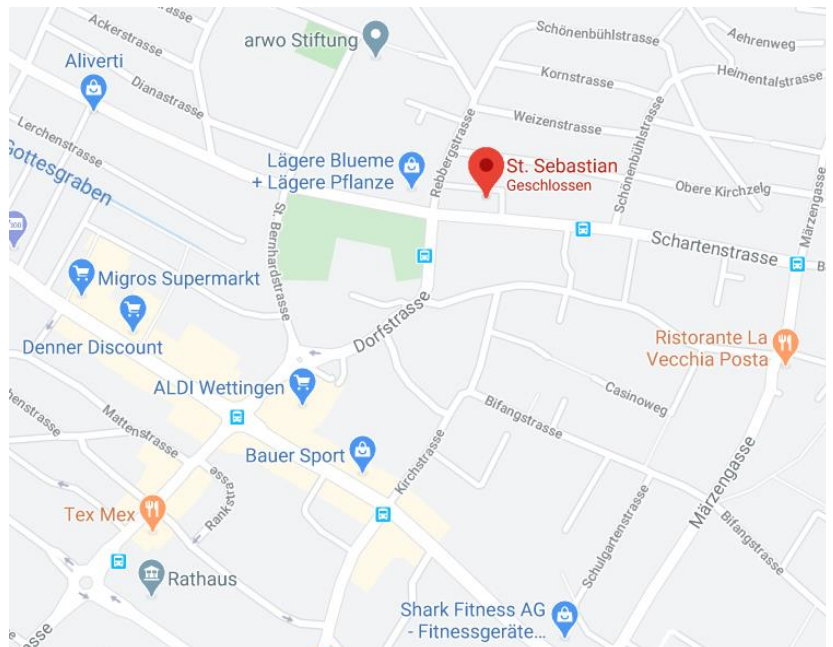 Ackerstrasse
arwo Stiftung
Schönenbühlstrasse
Aehrenweg
Aliverti
Dianastrasse
Kornstrasse
Heimentalstrasse
Lerchenstrasse
Weizenstrasse
Gottesgraben
Lägere Blueme
+ Lägere Pflanze
Rebbergstrasse
St. Sebastian
Geschlossen
Schönenbühlstrasse
Obere Kirchzelg
Märzengasse
St. Bernhardstrasse
Schartenstrasse
Migros Supermarkt
Denner Discount
Dorfstrasse
Ristorante La
Vecchia Posta
ALDI Wettingen
Casinoweg
Bifangstrasse
Mattenstrasse
Bauer Sport
Kirchstrasse
Rankstrasse
Märzengasse
Tex Mex
Bifangstrasse
Schulgartenstrasse
Rathaus
Shark Fitness AG
- Fitnessgeräte...